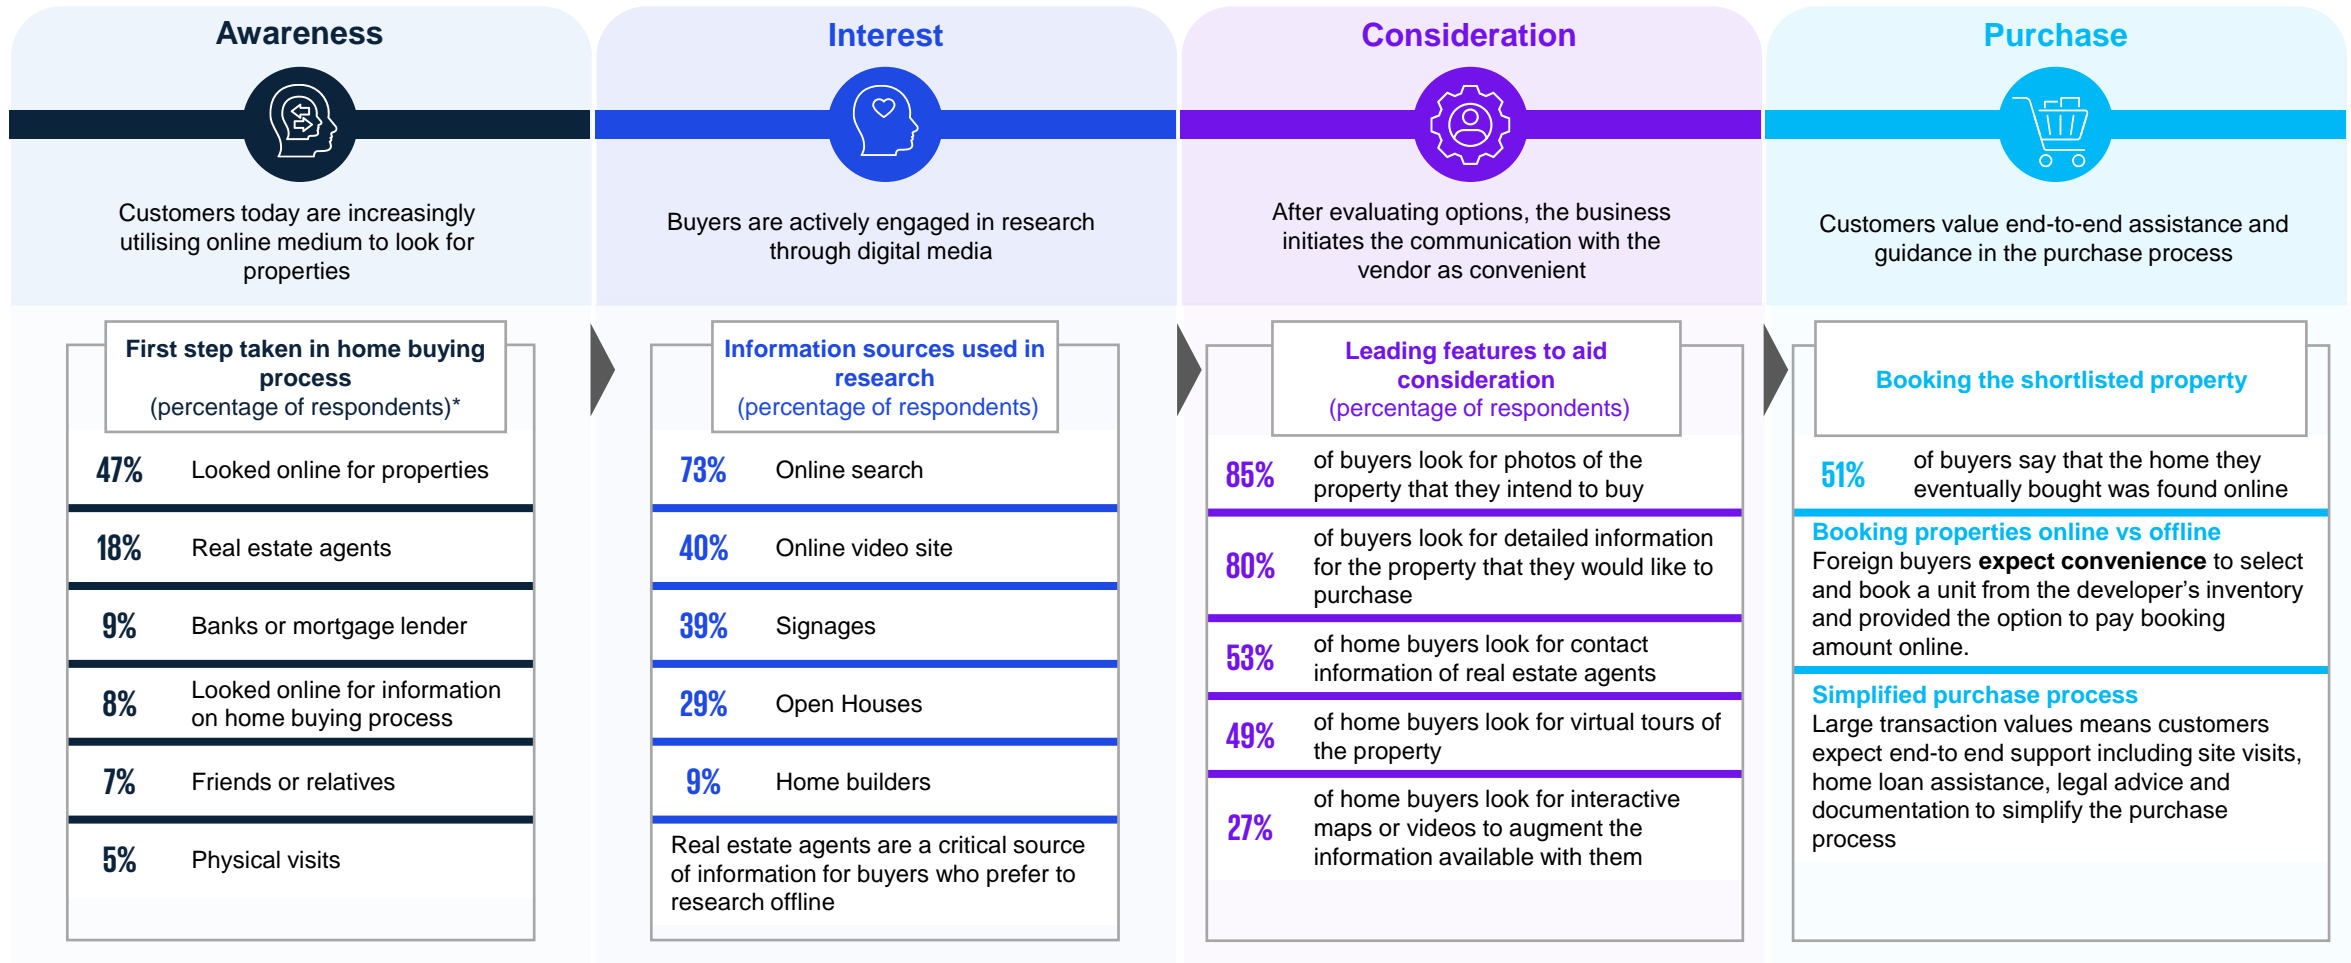 Awareness
Customers today are increasingly
utilising online medium to look for
properties
First step taken in home buying
process
(percentage of respondents)*
47% Looked online for properties
18% Real estate agents
9% Banks or mortgage lender
8% Looked online for information
on home buying process
7% Friends or relatives
5% Physical visits
Interest
Buyers are actively engaged in research
through digital media
Information sources used in
research
(percentage of respondents)
73% Online search
40% Online video site
39% Signages
29% Open Houses
9% Home builders
Real estate agents are a critical source
of information for buyers who prefer to
research offline
Consideration
After evaluating options, the business
initiates the communication with the
vendor as convenient
Leading features to aid
consideration
(percentage of respondents)
85% of buyers look for photos of the
property that they intend to buy
80% of buyers look for detailed information
for the property that they would like to
purchase
53% of home buyers look for contact
information of real estate agents
49% of home buyers look for virtual tours of
the property
27% of home buyers look for interactive
maps or videos to augment the
information available with them
Purchase
Customers value end-to-end assistance and
guidance in the purchase process
Booking the shortlisted property
51% of buyers say that the home they
eventually bought was found online
Booking properties online vs offline
Foreign buyers expect convenience to select
and book a unit from the developer’s inventory
and provided the option to pay booking
amount online.
Simplified purchase process
Large transaction values means customers
expect end-to end support including site visits,
home loan assistance, legal advice and
documentation to simplify the purchase
process